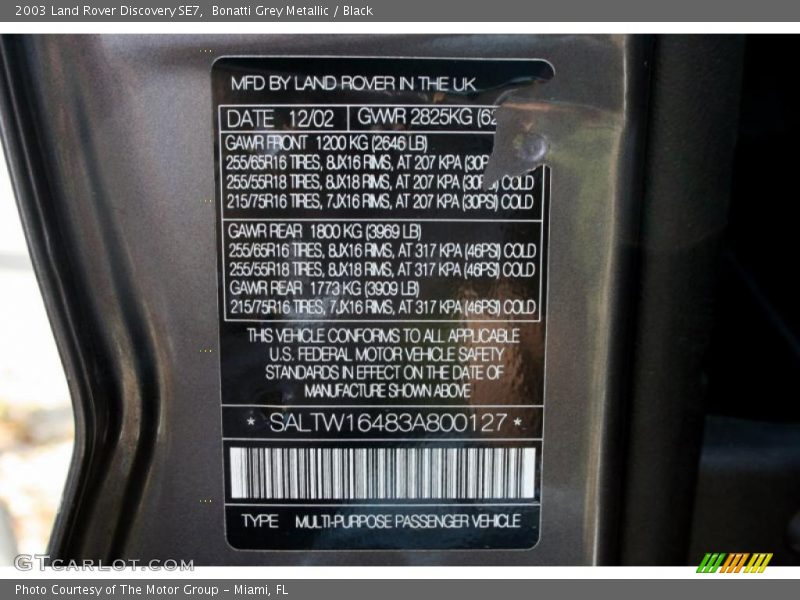 2003 Land Rover Discovery SE7, Bonatti Grey Metallic / Black
MFD BY LAND ROVER IN THE UK
DATE 12/02 GWR 2825KG (62
GAWR FRONT 1200 KG (2646 LB)
255/65R16 TIRES, 8JX16 RIMS, AT 207 KPA (30P
255/55R18 TIRES, 8JX18 RIMS, AT 207 KPA (30PSI) COLD
215/75R16 TIRES, 7JX16 RIMS, AT 207 KPA (30PSI) COLD
GAWR REAR 1800 KG (3969 LB)
255/65R16 TIRES, 8JX16 RIMS, AT 317 KPA (46PSI) COLD
255/55R18 TIRES, 8JX18 RIMS, AT 317 KPA (46PSI) COLD
GAWR REAR 1773 KG (3909 LB)
215/75R16 TIRES, 7JX16 RIMS, AT 317 KPA (46PSI) COLD
THIS VEHICLE CONFORMS TO ALL APPLICABLE
U.S. FEDERAL MOTOR VEHICLE SAFETY
STANDARDS IN EFFECT ON THE DATE OF
MANUFACTURE SHOWN ABOVE
* SALTW16483A800127 *
TYPE MULTI-PURPOSE PASSENGER VEHICLE
GTCARLOT.COM
Photo Courtesy of The Motor Group - Miami, FL